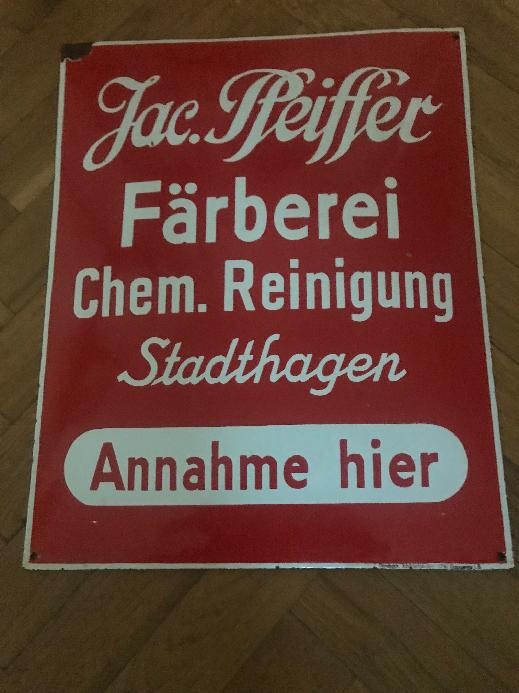 Jac. Pfeiffer
Färberei
Chem. Reinigung
Stadthagen
Annahme hier